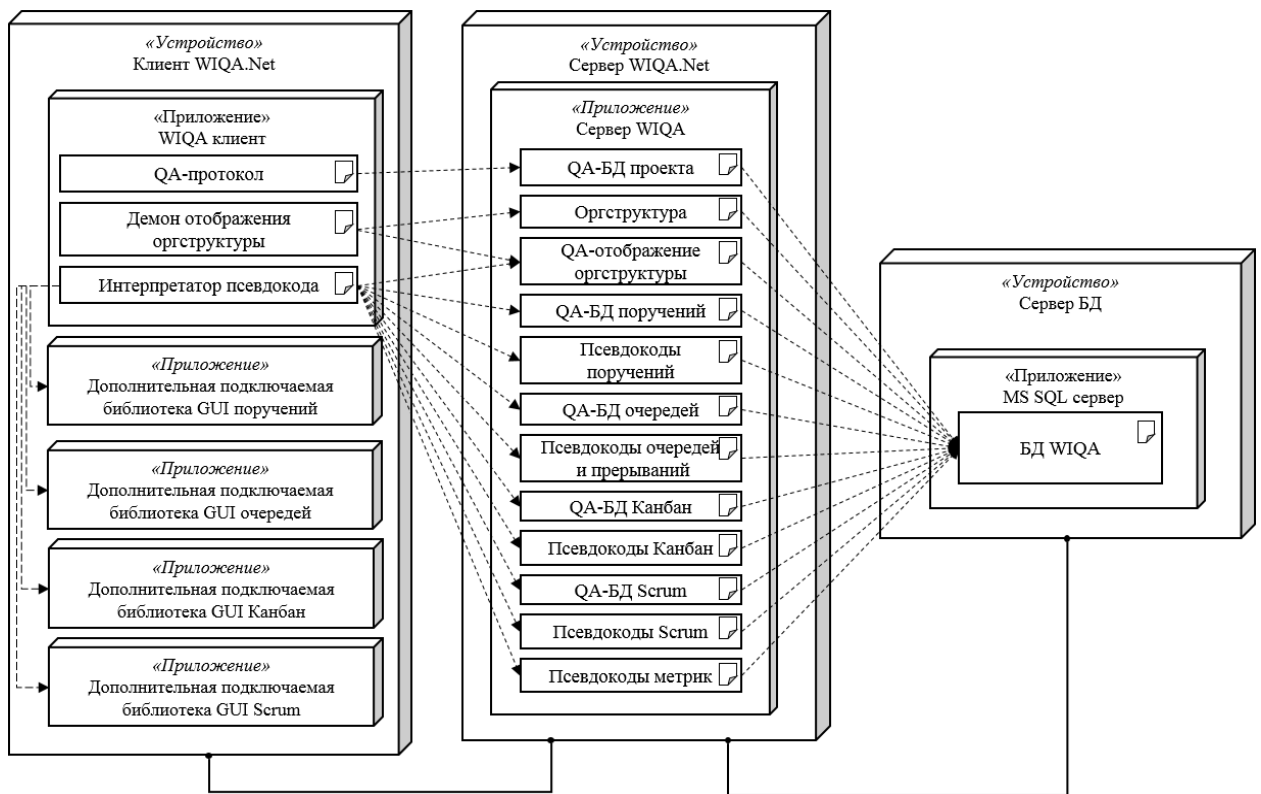 «Устройство»
Клиент WIQA.Net
«Приложение»
WIQA клиент
QA-протокол
Демон отображения
оргструктуры
Интерпретатор псевдокода
«Приложение»
Дополнительная подключаемая
библиотека GUI поручений
«Приложение»
Дополнительная подключаемая
библиотека GUI очередей
«Приложение»
Дополнительная подключаемая
библиотека GUI Канбан
«Приложение»
Дополнительная подключаемая
библиотека GUI Scrum
«Устройство»
Сервер WIQA.Net
«Приложение»
Сервер WIQA
QA-БД проекта
Оргструктура
QA-отображение
оргструктуры
QA-БД поручений
Псевдокоды
поручений
QA-БД очередей
Псевдокоды очередей
и прерываний
QA-БД Канбан
Псевдокоды Канбан
QA-БД Scrum
Псевдокоды Scrum
Псевдокоды метрик
«Устройство»
Сервер БД
«Приложение»
MS SQL сервер
БД WIQA